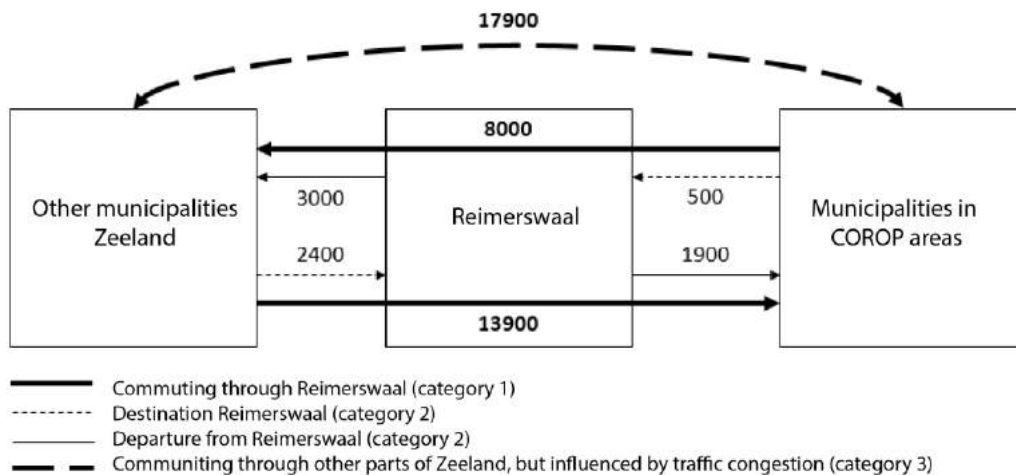 17900
8000
3000
500
Other municipalities
Zeeland
Reimerswaal
Municipalities in
COROP areas
2400
1900
13900
Commuting through Reimerswaal (category 1)
Destination Reimerswaal (category 2)
Departure from Reimerswaal (category 2)
Communiting through other parts of Zeeland, but influenced by traffic congestion (category 3)